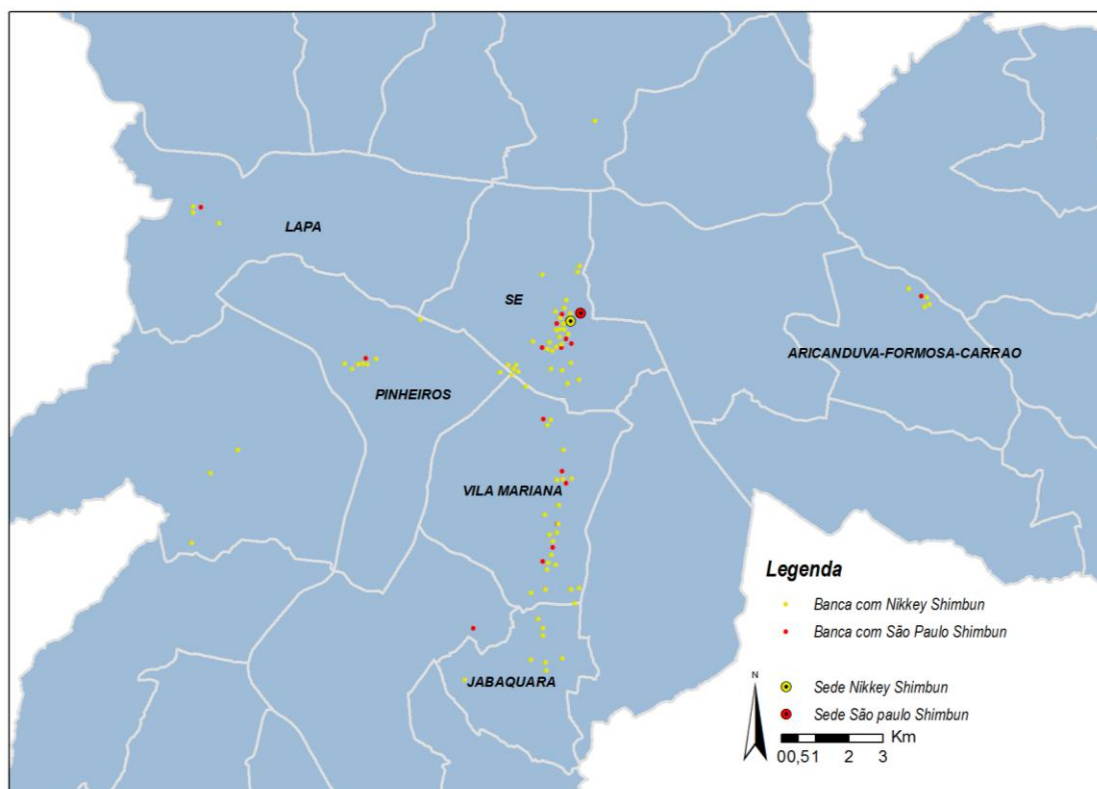 LAPA
SE
ARICANDUVA-FORMOSA-CARRAO
PINHEIROS
VILA MARIANA
JABAQUARA
Legenda
Banca com Nikkey Shimbun
Banca com São Paulo Shimbun
Sede Nikkey Shimbun
Sede São paulo Shimbun
N
Km
00,51 2 3